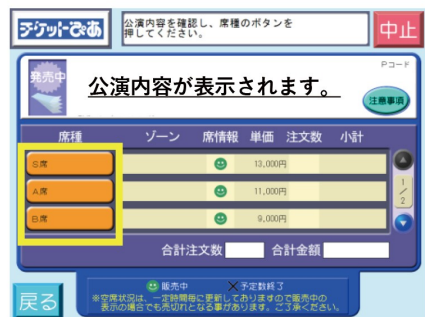 チケットぴあ
公演内容を確認し、席種のボタンを
押してください。
中止
発売中
Pコード
公演内容が表示されます。
注意事項
席種 ゾーン 席情報 単価 注文数 小計
S席 13,000円
A席 11,000円
B席 9,000円
1/2
合計注文数 合計金額
戻る
販売中 ×予定数終了
※空席状況は、一定時間毎に更新しておりますので販売中の
表示の場合でも売切れとなる事があります。ご了承ください。